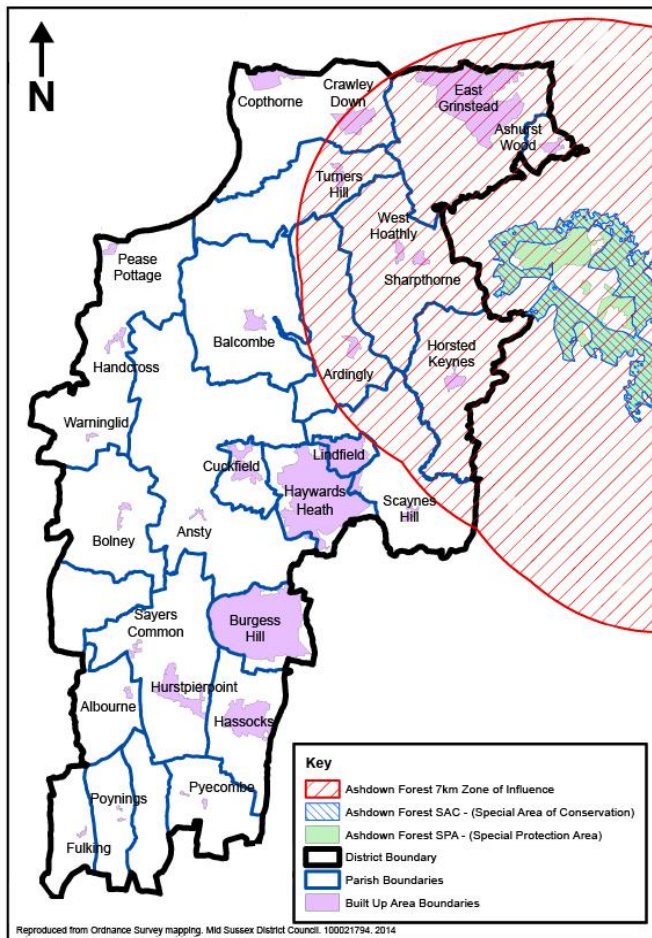 N
Copthorne
Crawley
Down
East
Grinstead
Ashurst
Wood
Turners
Hill
West
Hoathly
Sharpthorne
Pease
Pottage
Balcombe
Handcross
Ardingly
Horsted
Keynes
Warninglid
Cuckfield
Lindfield
Haywards
Heath
Scaynes
Hill
Bolney
Ansty
Burgess
Hill
Sayers
Common
Hurstpierpoint
Albourne
Hassocks
Poynings
Pyecombe
Fulking
Key
Ashdown Forest 7km Zone of Influence
Ashdown Forest SAC - (Special Area of Conservation)
Ashdown Forest SPA - (Special Protection Area)
District Boundary
Parish Boundaries
Built Up Area Boundaries
Reproduced from Ordnance Survey mapping. Mid Sussex District Council. 100021794. 2014